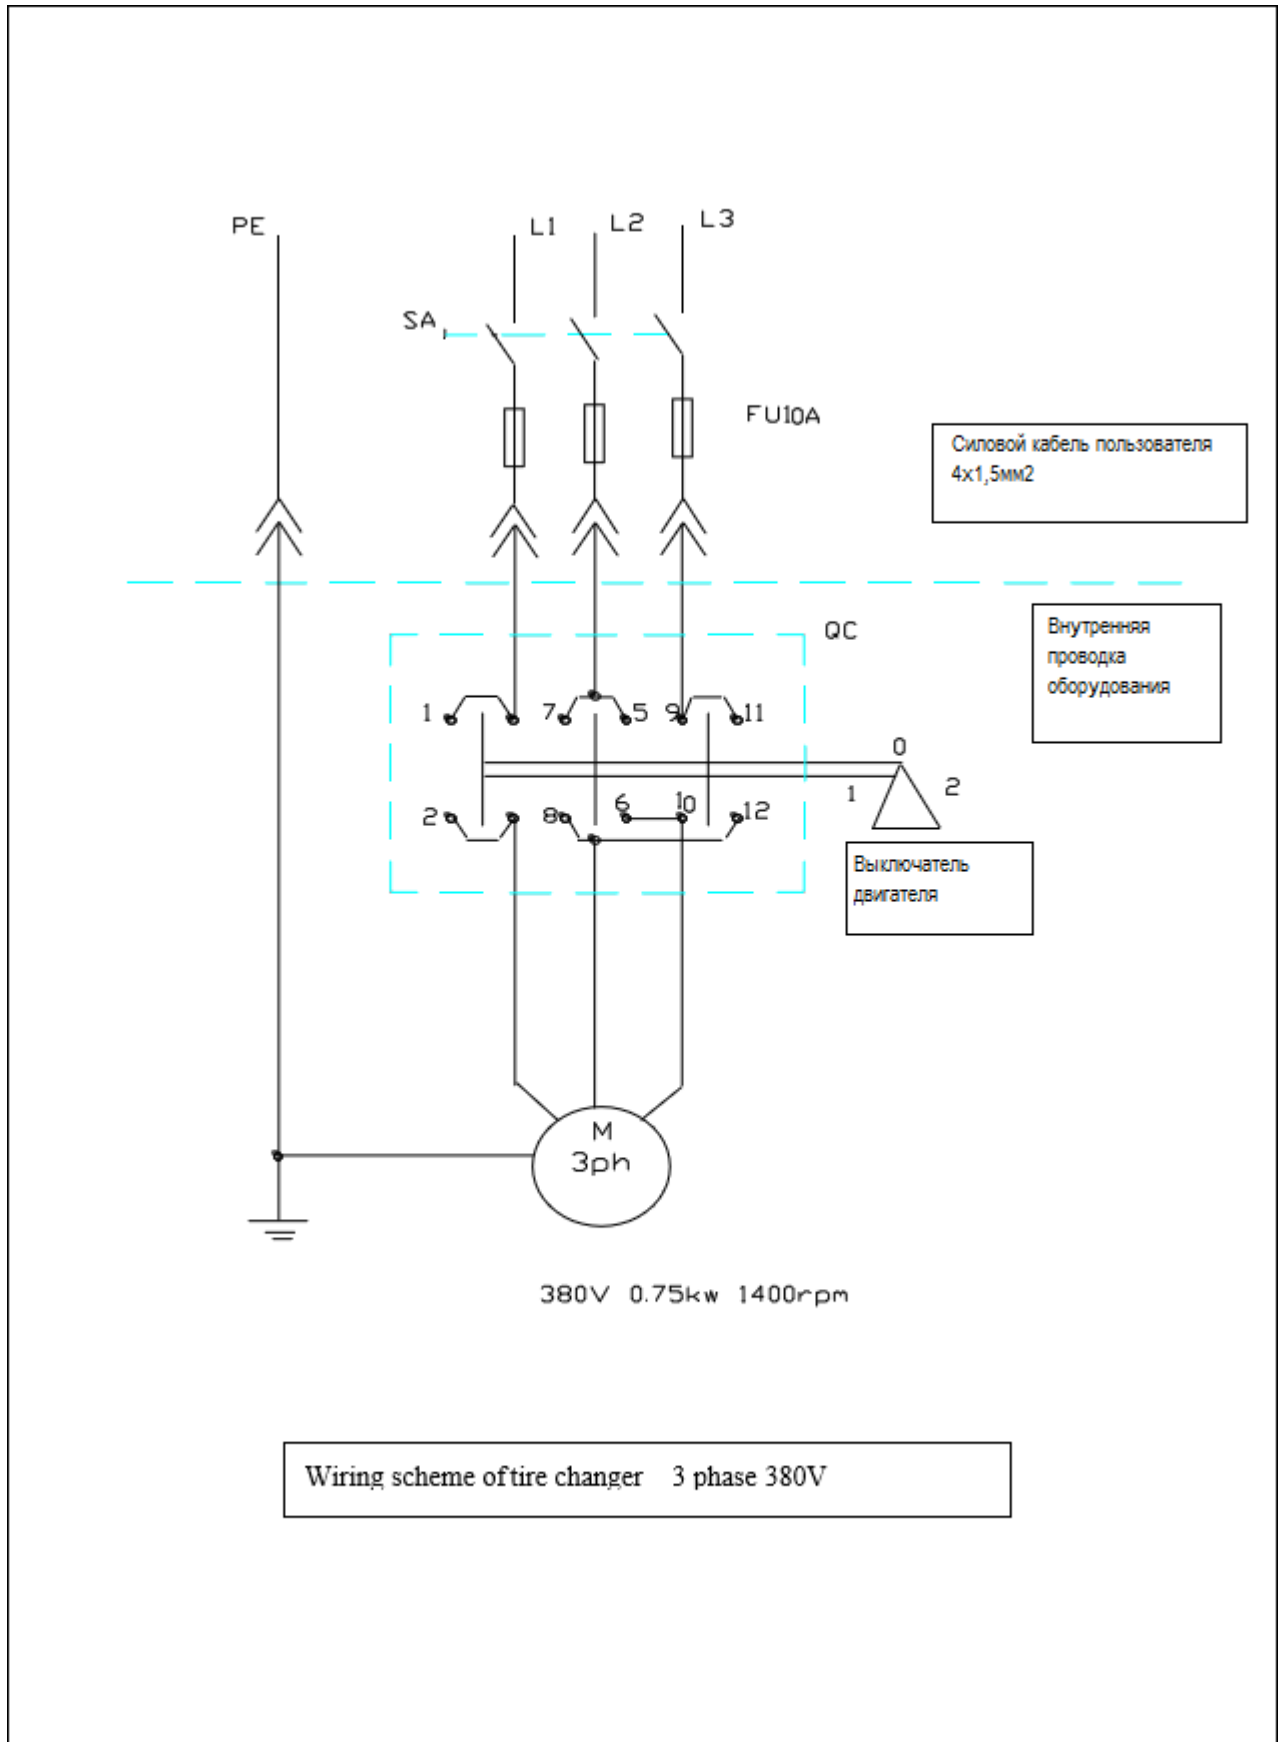 PE
L1
L2
L3
SA
FU10A
Силовой кабель пользователя
4x1,5мм2
QC
Внутренняя
проводка
оборудования
1
7
5
9
11
0
1
2
2
8
6
10
12
Выключатель
двигателя
M
3ph
380V 0.75kw 1400rpm
Wiring scheme of tire changer 3 phase 380V